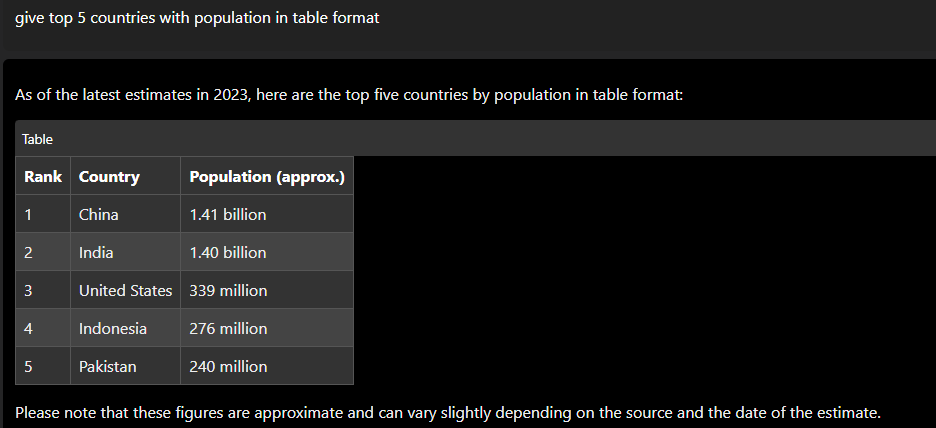 give top 5 countries with population in table format
As of the latest estimates in 2023, here are the top five countries by population in table format:
Table
Rank Country Population (approx.)
1 China 1.41 billion
2 India 1.40 billion
3 United States 339 million
4 Indonesia 276 million
5 Pakistan 240 million
Please note that these figures are approximate and can vary slightly depending on the source and the date of the estimate.